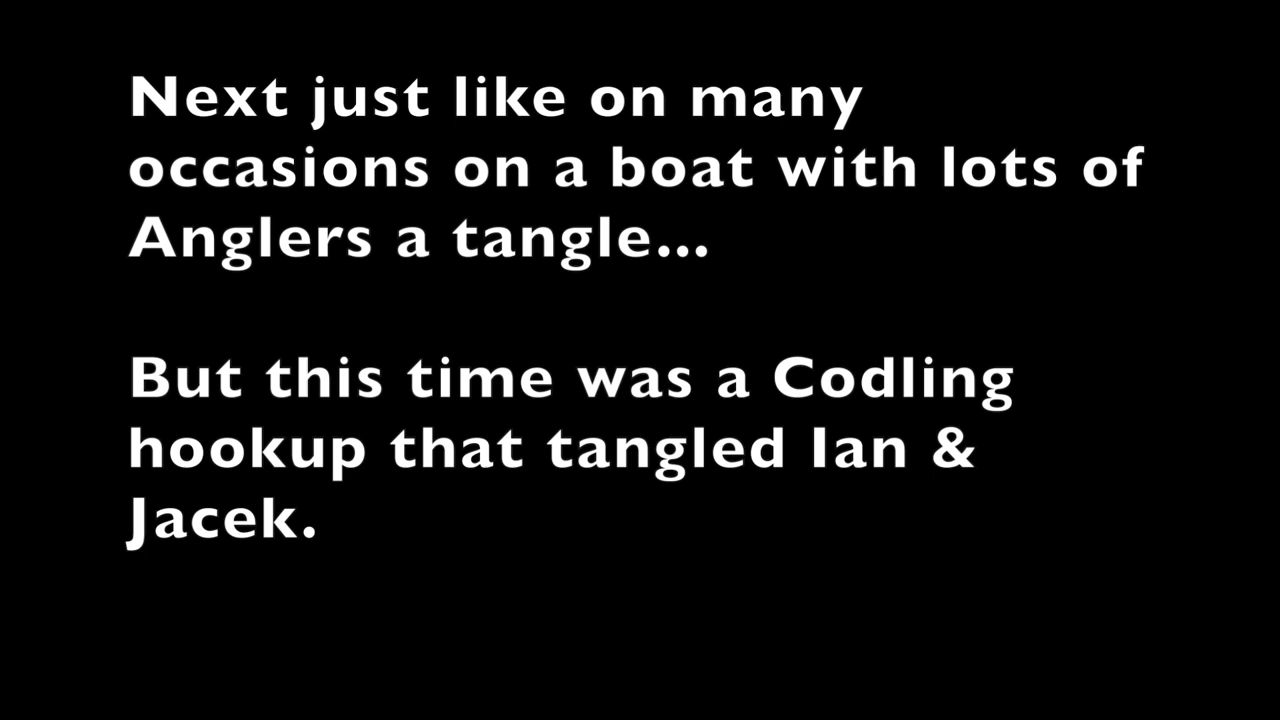 Next just like on many
occasions on a boat with lots of
Anglers a tangle...
But this time was a Codling
hookup that tangled Ian &
Jacek.